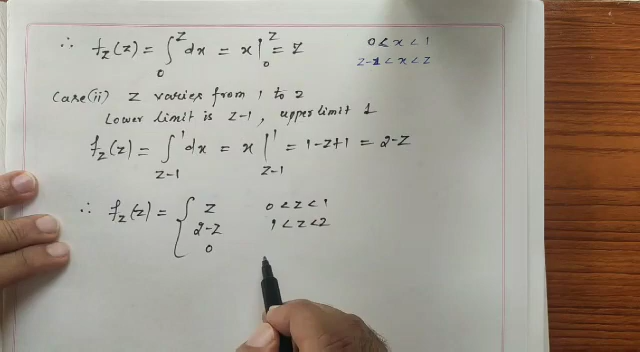 ∴ f_Z(z) = ∫_0^z dx = x |_0^z = z    0 < x < 1
z-1 < x < z
Case(ii) z varies from 1 to 2
Lower limit is z-1, upper limit 1
f_Z(z) = ∫_{z-1}^1 dx = x |_{z-1}^1 = 1-z+1 = 2-z
∴ f_Z(z) = { z    0 < z < 1
2-z    1 < z < 2
0